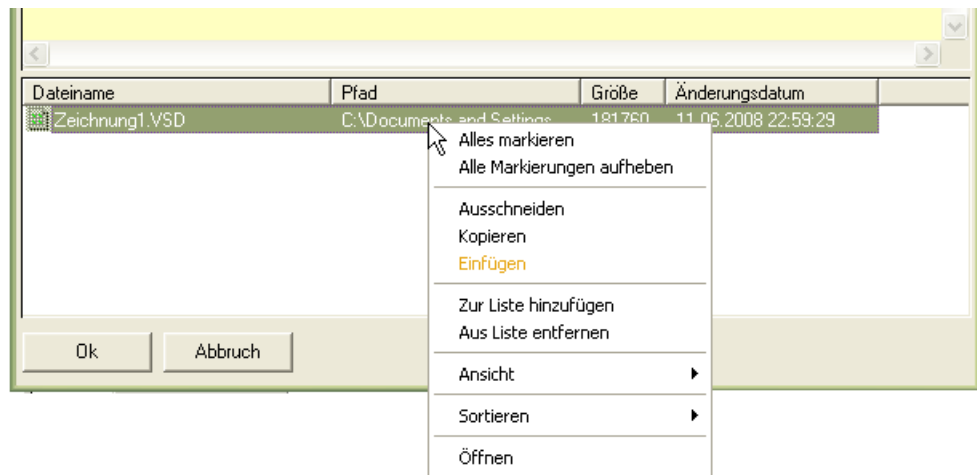 Dateiname Pfad Größe Änderungsdatum
Zeichnung1.VSD C:\Documents and Settings... 181760 11.06.2008 22:59:29
Alles markieren
Alle Markierungen aufheben
Ausschneiden
Kopieren
Einfügen
Zur Liste hinzufügen
Aus Liste entfernen
Ok Abbruch
Ansicht
Sortieren
Öffnen